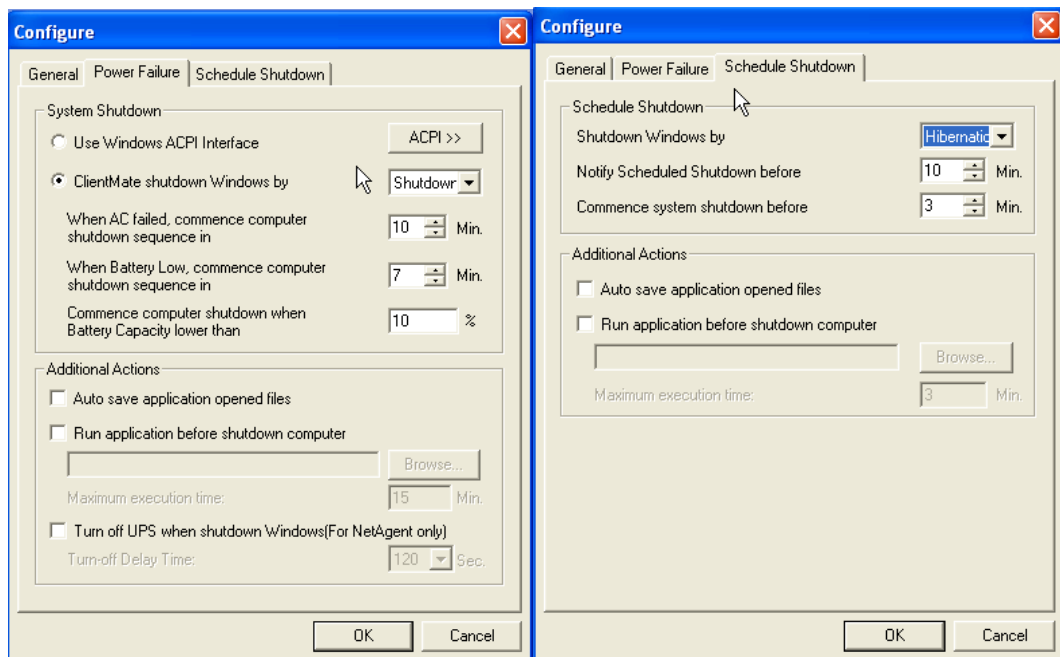 Configure
General
Power Failure
Schedule Shutdown
System Shutdown
Use Windows ACPI Interface
ACPI >>
ClientMate shutdown Windows by
Shutdowr
When AC failed, commence computer
shutdown sequence in
10
Min.
When Battery Low, commence computer
shutdown sequence in
7
Min.
Commence computer shutdown when
Battery Capacity lower than
10
%
Additional Actions
Auto save application opened files
Run application before shutdown computer
Browse...
Maximum execution time:
15
Min.
Turn off UPS when shutdown Windows(For NetAgent only)
Turn-off Delay Time:
120
Sec.
OK
Cancel
Configure
General
Power Failure
Schedule Shutdown
Schedule Shutdown
Shutdown Windows by
Hibernatic
Notify Scheduled Shutdown before
10
Min.
Commence system shutdown before
3
Min.
Additional Actions
Auto save application opened files
Run application before shutdown computer
Browse...
Maximum execution time:
3
Min.
OK
Cancel